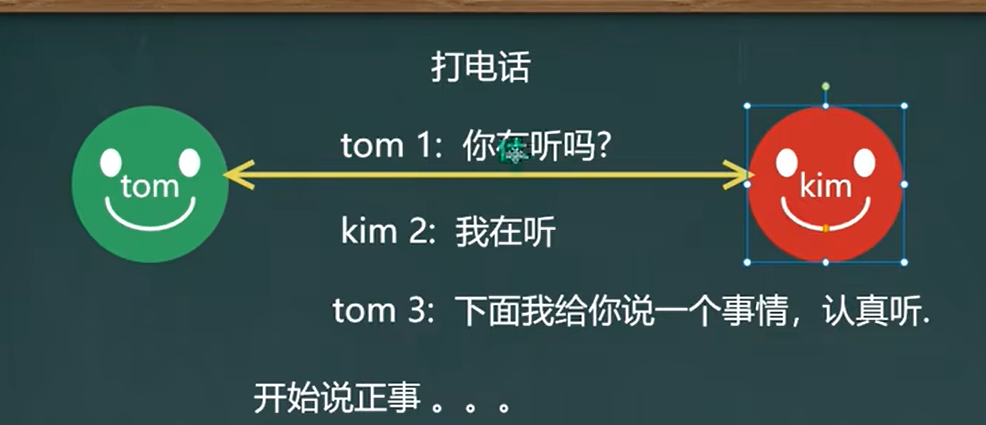 打电话
tom 1: 你在听吗?
tom
kim
kim 2: 我在听
tom 3: 下面我给你说一个事情，认真听.
开始说正事 。。。